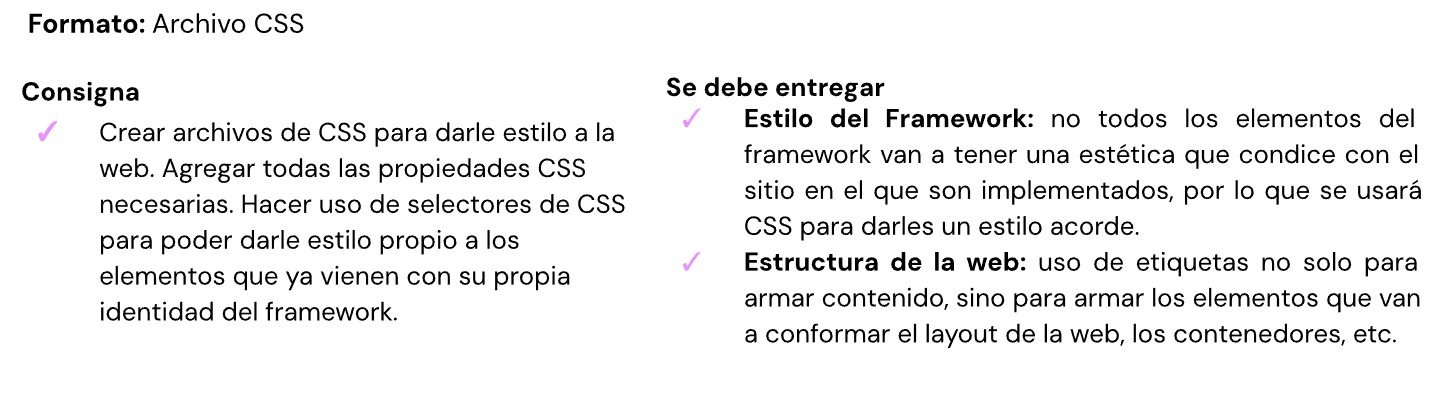 Formato: Archivo CSS
Consigna
✓ Crear archivos de CSS para darle estilo a la
web. Agregar todas las propiedades CSS
necesarias. Hacer uso de selectores de CSS
para poder darle estilo propio a los
elementos que ya vienen con su propia
identidad del framework.
Se debe entregar
✓ Estilo del Framework: no todos los elementos del
framework van a tener una estética que condice con el
sitio en el que son implementados, por lo que se usará
CSS para darles un estilo acorde.
✓ Estructura de la web: uso de etiquetas no solo para
armar contenido, sino para armar los elementos que van
a conformar el layout de la web, los contenedores, etc.